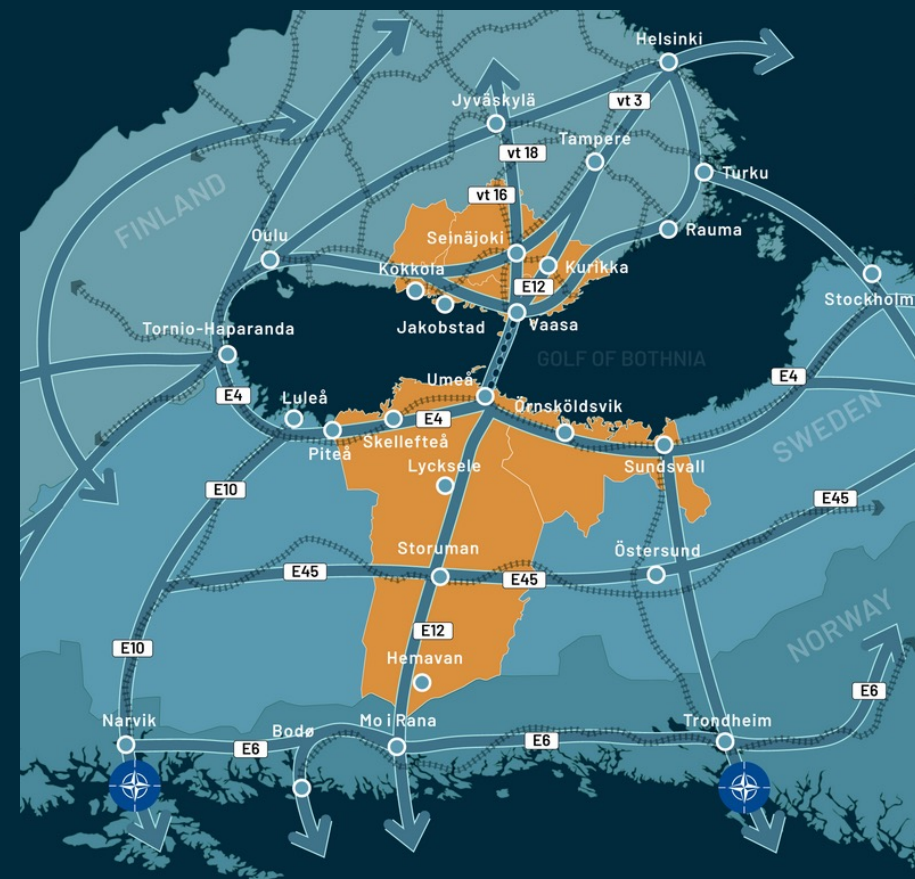 Helsinki
Jyväskylä
vt 3
Tampere
vt 18
Turku
FINLAND
vt 16
Oulu
Seinäjoki
Rauma
Kokkola
Kurikka
E12
Stockholm
Jakobstad
Vaasa
Tornio-Haparanda
GOLF OF BOTHNIA
Umeå
E4
E4
Luleå
Örnsköldsvik
E4
SWEDEN
Piteå
Skellefteå
Sundsvall
Lycksele
E10
E45
Storuman
Östersund
E45
E45
E12
E10
NORWAY
Hemavan
E6
Narvik
Bodø
Mo i Rana
Trondheim
E6
E6